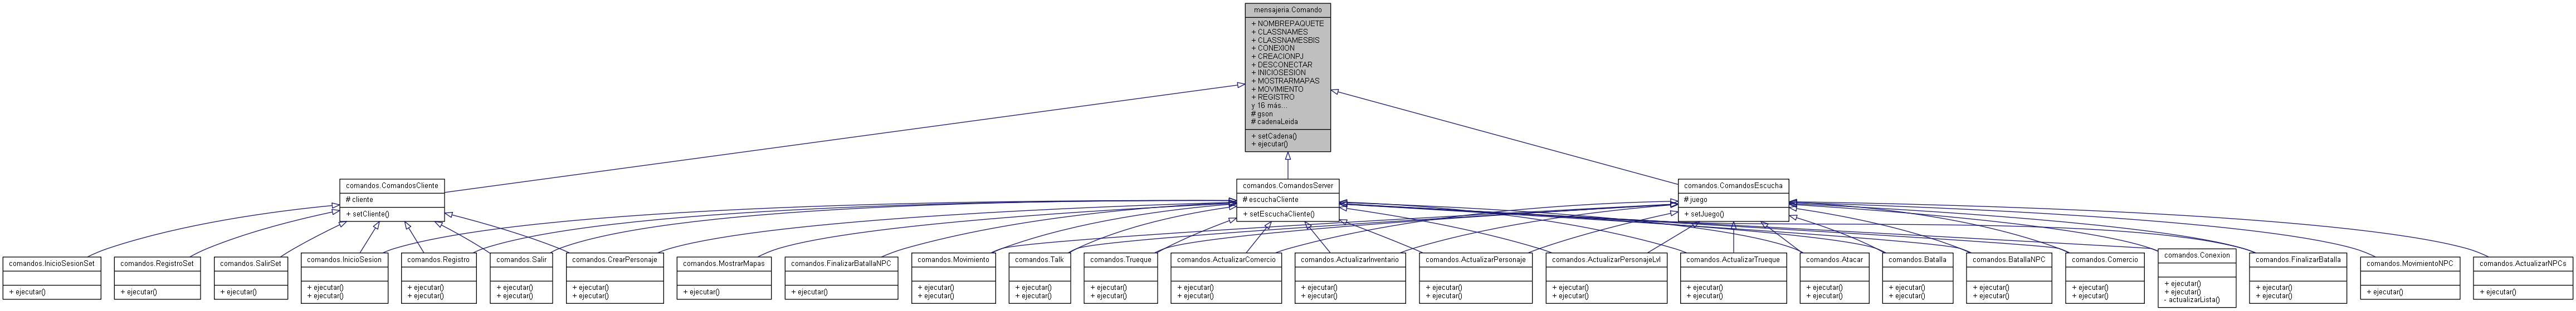 mensajeria.Comando
+ NOMBREPAQUETE
+ CLASSNAMES
+ CLASSNAMESBIS
+ CONEXION
+ CREACIONPJ
+ DESCONECTAR
+ INICIOSESION
+ MOSTRARMAPAS
+ MOVIMIENTO
+ REGISTRO
y 16 más...
# gson
# cadenaLeida
+ setCadena()
+ ejecutar()
comandos.ComandosCliente
# cliente
+ setCliente()
comandos.ComandosServer
# escuchaCliente
+ setEscuchaCliente()
comandos.ComandosEscucha
# juego
+ setJuego()
comandos.InicioSesionSet
+ ejecutar()
comandos.RegistroSet
+ ejecutar()
comandos.SalirSet
+ ejecutar()
comandos.InicioSesion
+ ejecutar()
+ ejecutar()
comandos.Registro
+ ejecutar()
+ ejecutar()
comandos.Salir
+ ejecutar()
+ ejecutar()
comandos.CrearPersonaje
+ ejecutar()
+ ejecutar()
comandos.MostrarMapas
+ ejecutar()
comandos.FinalizarBatallaNPC
+ ejecutar()
comandos.Movimiento
+ ejecutar()
+ ejecutar()
comandos.Talk
+ ejecutar()
+ ejecutar()
comandos.Trueque
+ ejecutar()
+ ejecutar()
comandos.ActualizarComercio
+ ejecutar()
+ ejecutar()
comandos.ActualizarInventario
+ ejecutar()
+ ejecutar()
comandos.ActualizarPersonaje
+ ejecutar()
+ ejecutar()
comandos.ActualizarPersonajeLvl
+ ejecutar()
+ ejecutar()
comandos.ActualizarTrueque
+ ejecutar()
+ ejecutar()
comandos.Atacar
+ ejecutar()
+ ejecutar()
comandos.Batalla
+ ejecutar()
+ ejecutar()
comandos.BatallaNPC
+ ejecutar()
+ ejecutar()
comandos.Comercio
+ ejecutar()
+ ejecutar()
comandos.Conexion
+ ejecutar()
+ ejecutar()
- actualizarLista()
comandos.FinalizarBatalla
+ ejecutar()
+ ejecutar()
comandos.MovimientoNPC
+ ejecutar()
comandos.ActualizarNPCs
+ ejecutar()